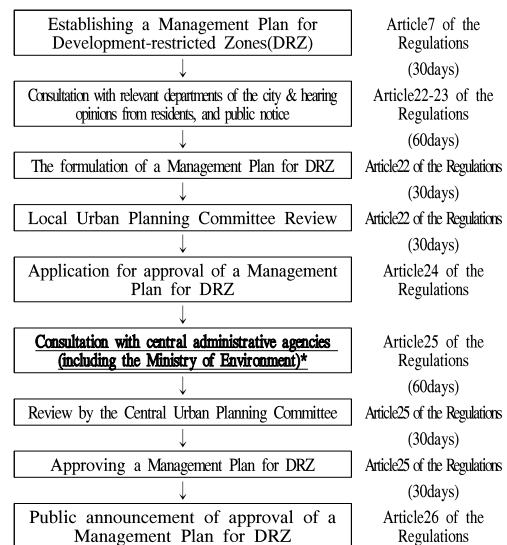 Establishing a Management Plan for
Development-restricted Zones(DRZ)
Article7 of the
Regulations
↓
(30days)
Consultation with relevant departments of the city & hearing
opinions from residents, and public notice
Article22-23 of the
Regulations
↓
(60days)
The formulation of a Management Plan for DRZ
Article22 of the Regulations
↓
(30days)
Local Urban Planning Committee Review
Article22 of the Regulations
↓
(30days)
Application for approval of a Management
Plan for DRZ
Article24 of the
Regulations
↓
Consultation with central administrative agencies
(including the Ministry of Environment)*
Article25 of the
Regulations
↓
(60days)
Review by the Central Urban Planning Committee
Article25 of the Regulations
↓
(30days)
Approving a Management Plan for DRZ
Article25 of the Regulations
↓
(30days)
Public announcement of approval of a
Management Plan for DRZ
Article26 of the
Regulations